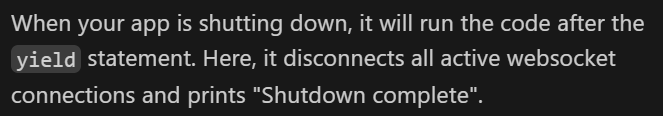 When your app is shutting down, it will run the code after the
yield statement. Here, it disconnects all active websocket
connections and prints "Shutdown complete".